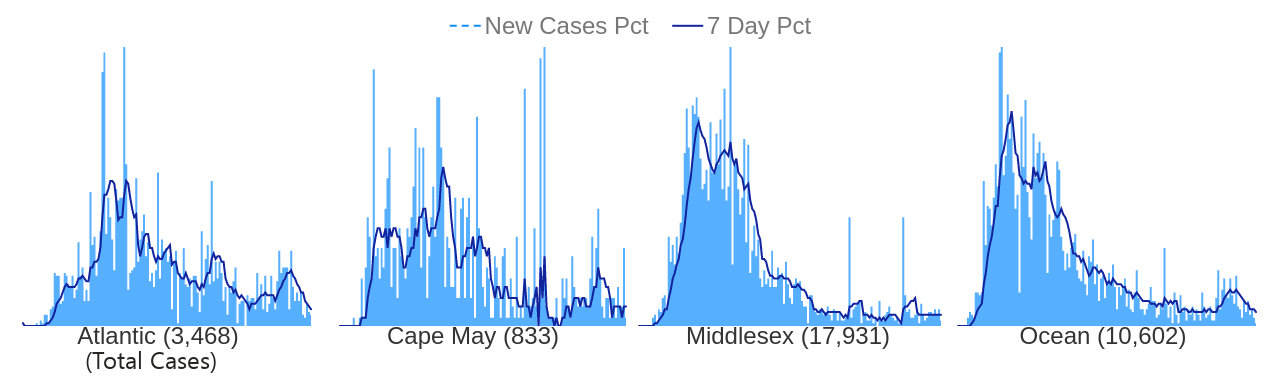 New Cases Pct 7 Day Pct
Atlantic (3,468) Cape May (833) Middlesex (17,931) Ocean (10,602)
(Total Cases)